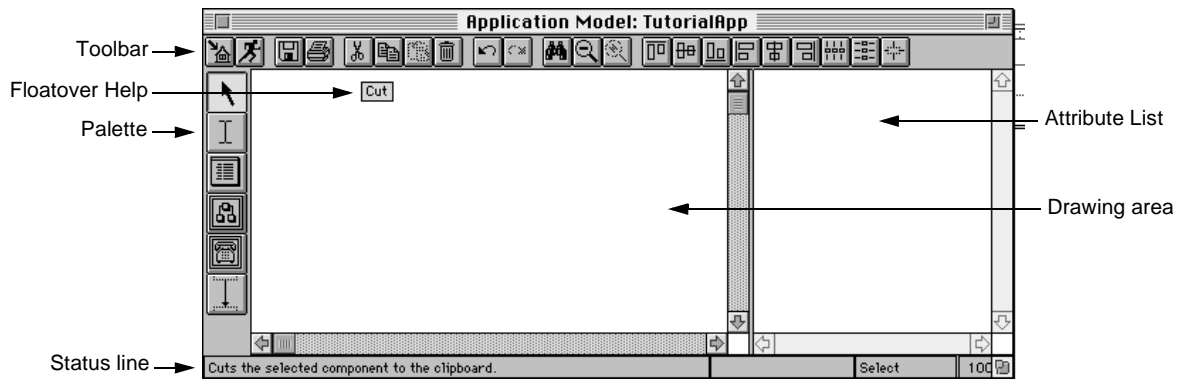 Application Model: TutorialApp
Toolbar
Floatover Help
Cut
Palette
Attribute List
Drawing area
Status line
Cuts the selected component to the clipboard.
Select
100